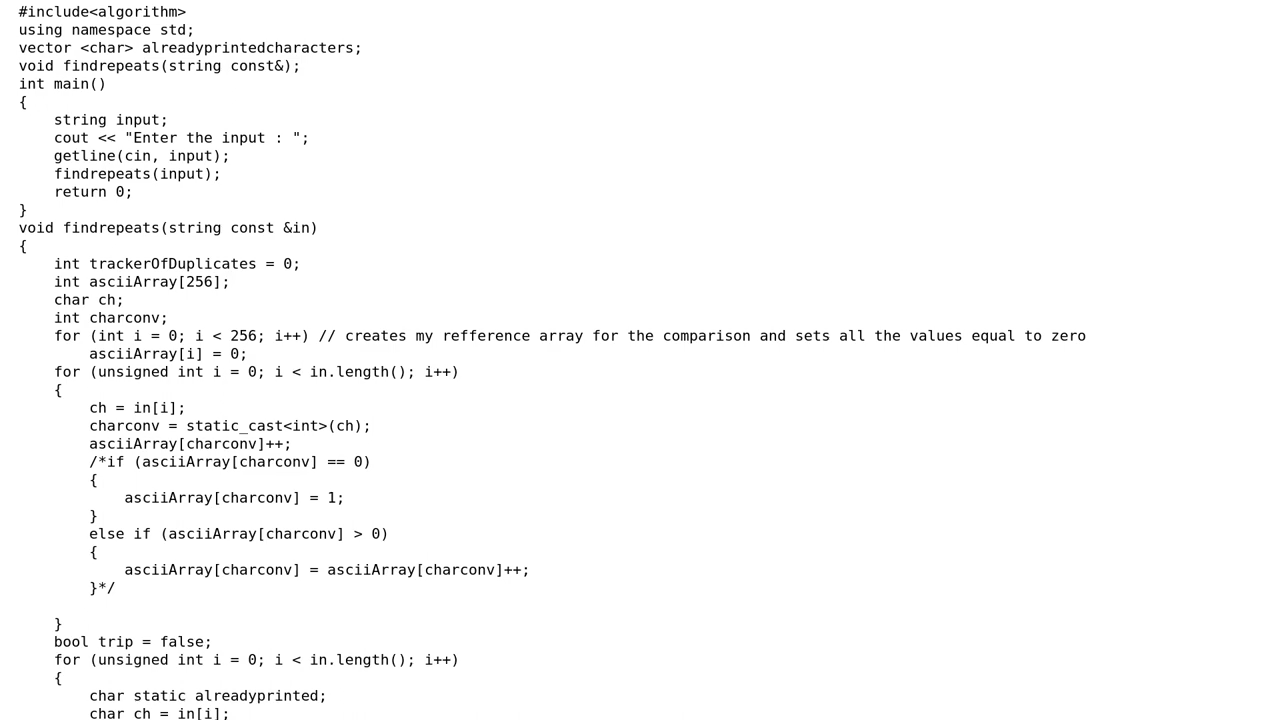 #include<algorithm>
using namespace std;
vector <char> alreadyprintedcharacters;
void findrepeats(string const&);
int main()
{
    string input;
    cout << "Enter the input : ";
    getline(cin, input);
    findrepeats(input);
    return 0;
}
void findrepeats(string const &in)
{
    int trackerOfDuplicates = 0;
    int asciiArray[256];
    char ch;
    int charconv;
    for (int i = 0; i < 256; i++) // creates my refference array for the comparison and sets all the values equal to zero
        asciiArray[i] = 0;
    for (unsigned int i = 0; i < in.length(); i++)
    {
        ch = in[i];
        charconv = static_cast<int>(ch);
        asciiArray[charconv]++;
        /*if (asciiArray[charconv] == 0)
        {
            asciiArray[charconv] = 1;
        }
        else if (asciiArray[charconv] > 0)
        {
            asciiArray[charconv] = asciiArray[charconv]++;
        }*/

    }
    bool trip = false;
    for (unsigned int i = 0; i < in.length(); i++)
    {
        char static alreadyprinted;
        char ch = in[i];